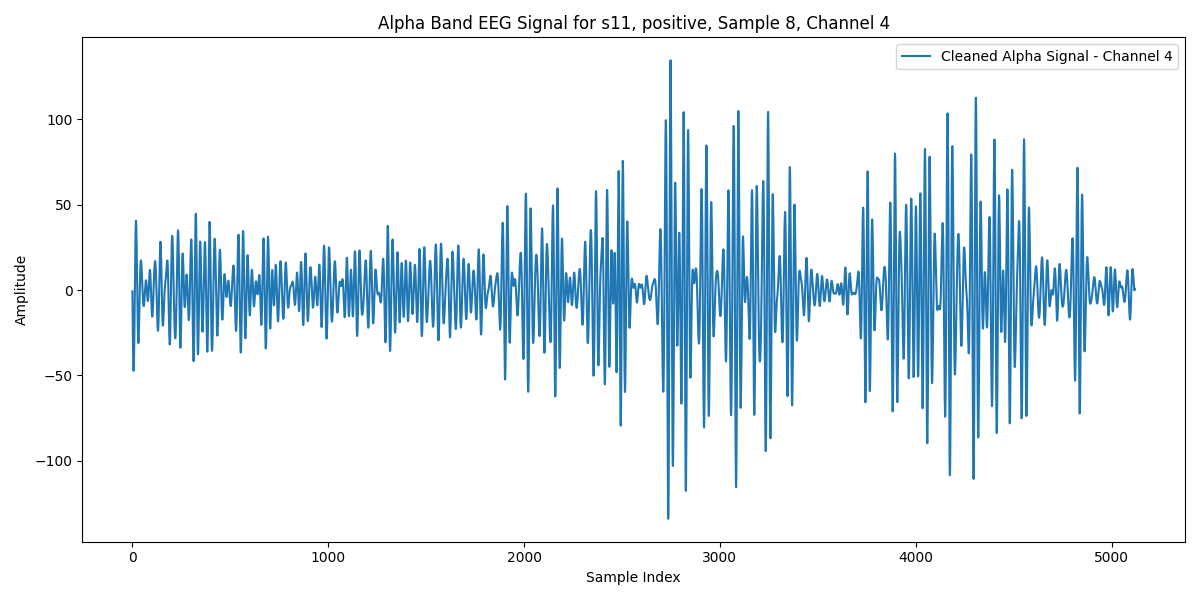 Alpha Band EEG Signal for s11, positive, Sample 8, Channel 4
Cleaned Alpha Signal - Channel 4
Amplitude
100
50
0
−50
−100
0 1000 2000 3000 4000 5000
Sample Index